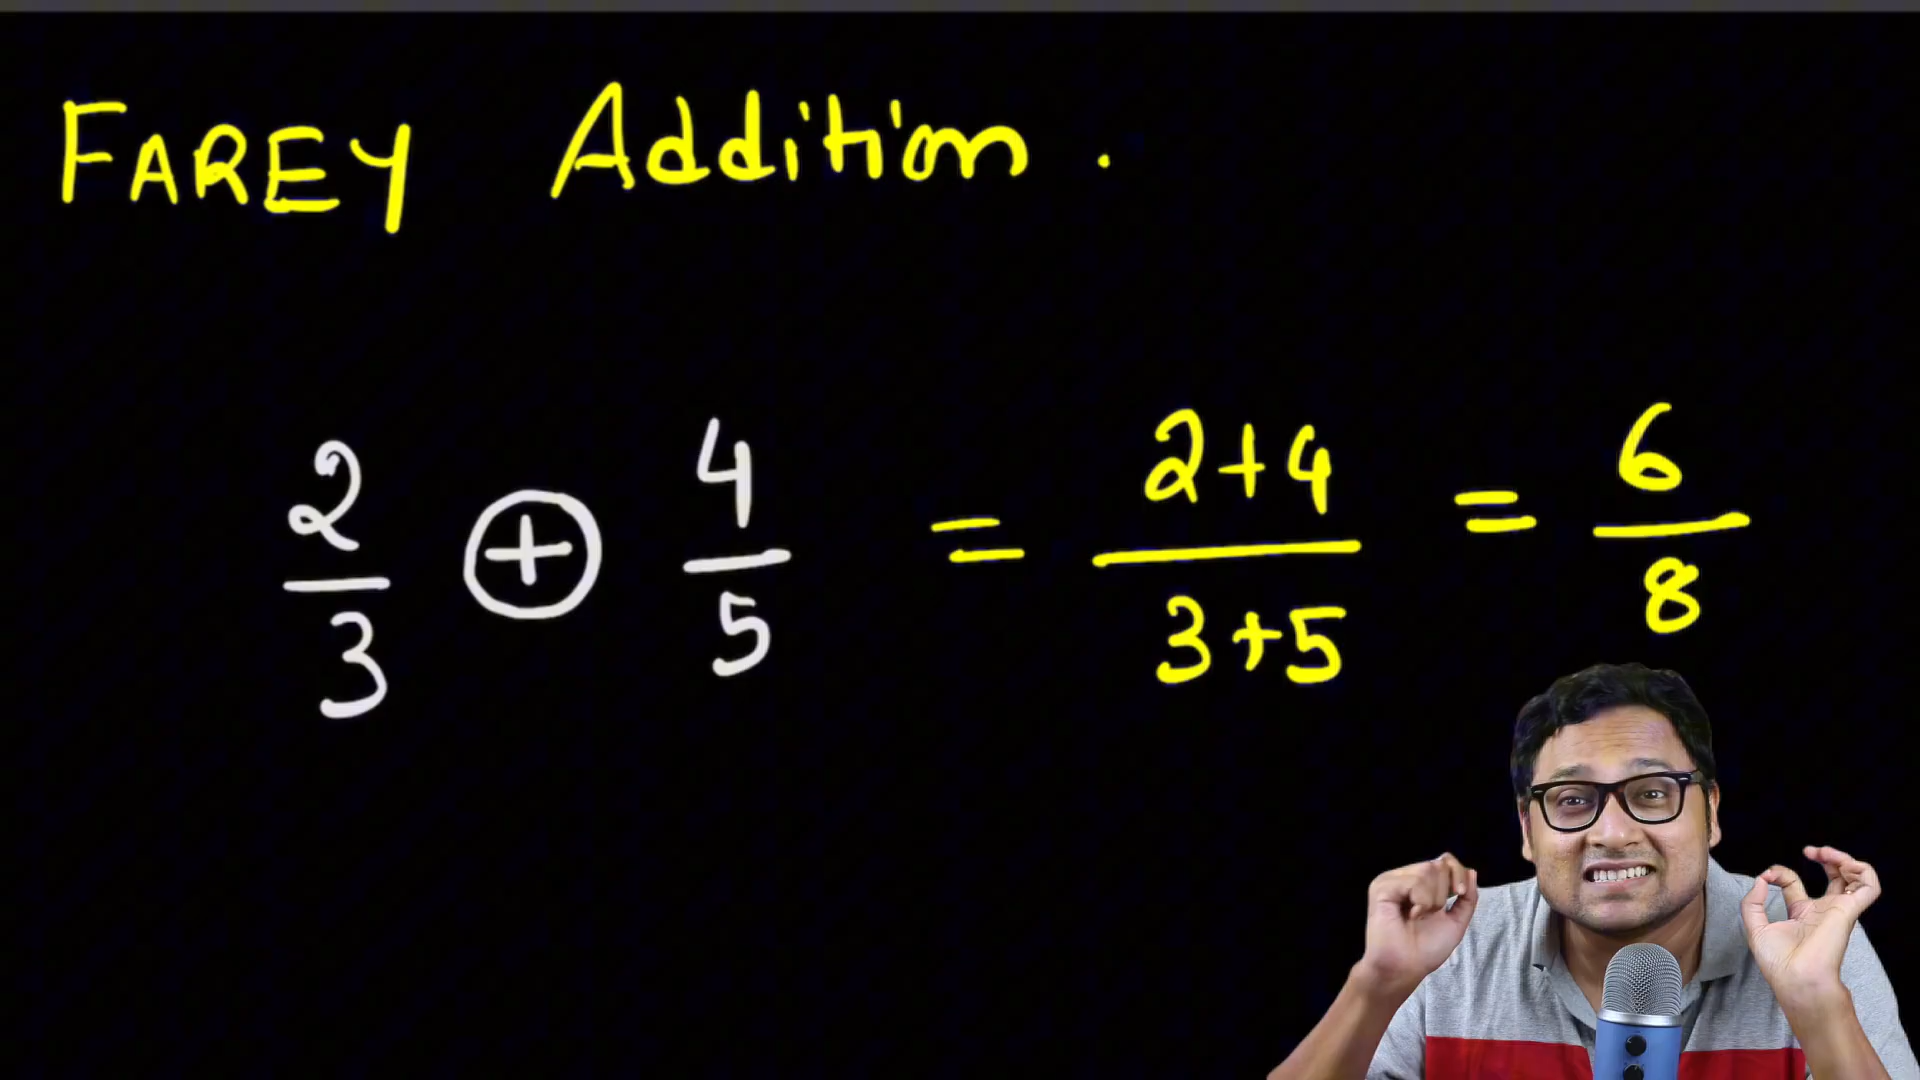 FAREY Addition .
2/3 ⊕ 4/5 = 2+4/3+5 = 6/8